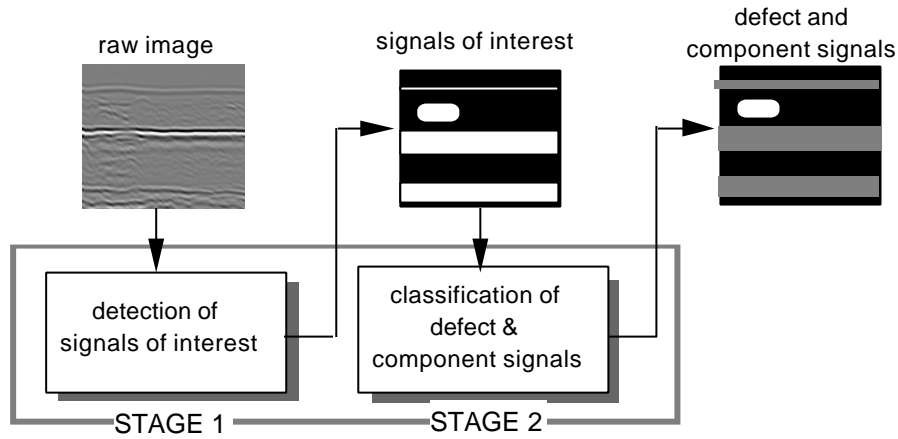 raw image
signals of interest
defect and
component signals
detection of
signals of interest
classification of
defect &
component signals
STAGE 1
STAGE 2